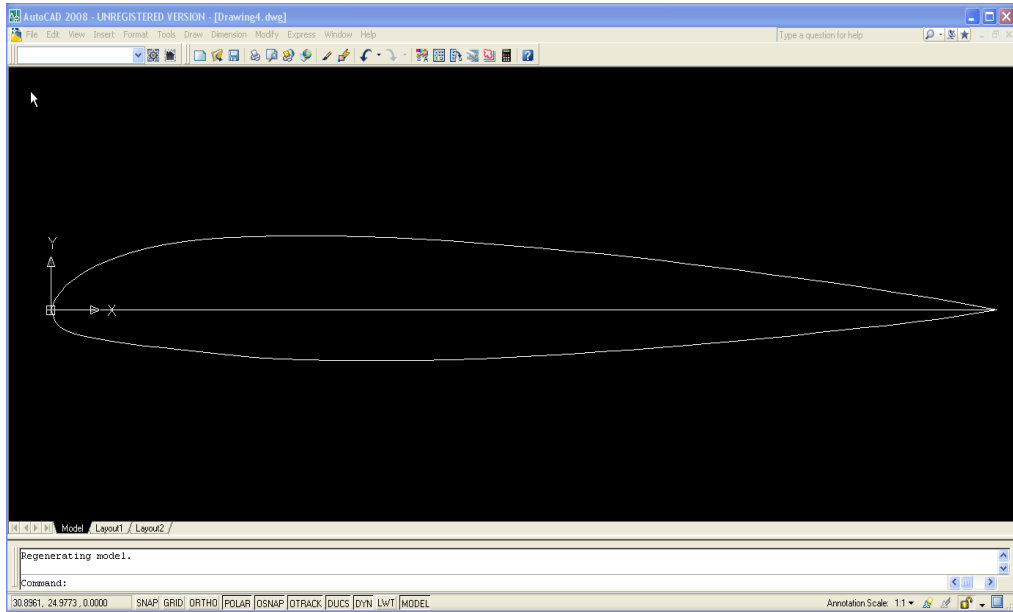 AutoCAD 2008 - UNREGISTERED VERSION - [Drawing4.dwg]
File Edit View Insert Format Tools Draw Dimension Modify Express Window Help Type a question for help
Y
X
Model Layout1 Layout2
Regenerating model.
Command:
30.8961, 24.9773, 0.0000 SNAP GRID ORTHO POLAR OSNAP OTRACK DUCS DYN LWT MODEL Annotation Scale: 1:1